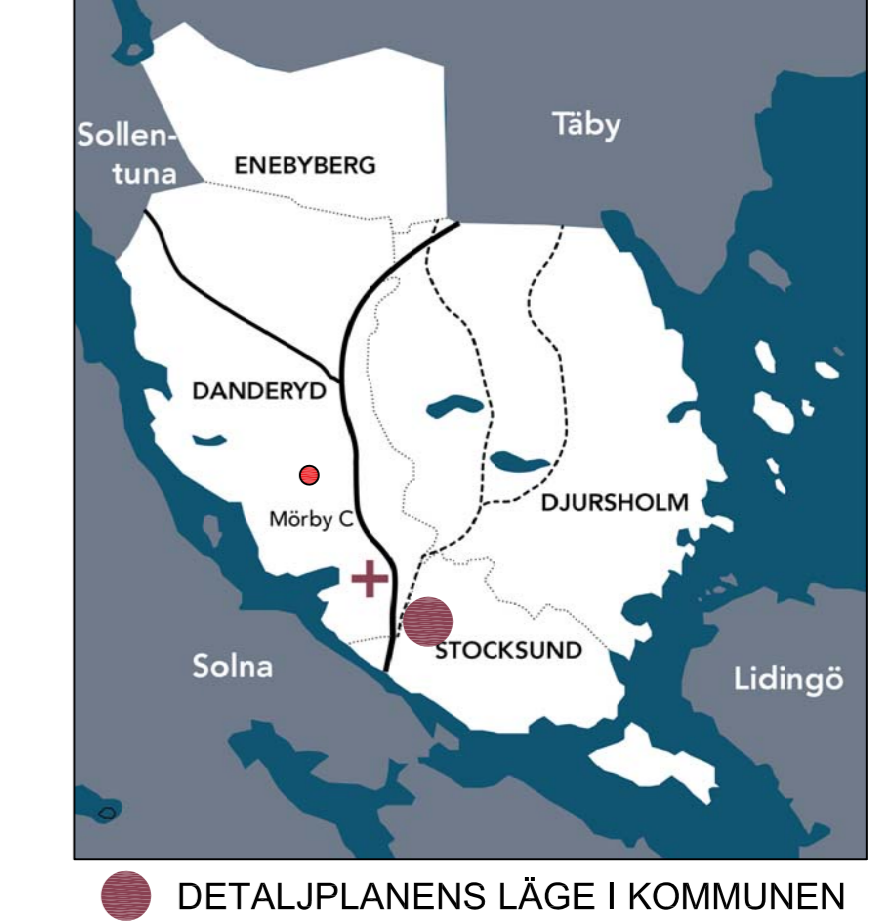 Täby
Sollen-
tuna
ENEBYBERG
DANDERYD
DJURSHOLM
Mörby C
STOCKSUND
Solna
Lidingö
DETALJPLANENS LÄGE I KOMMUNEN